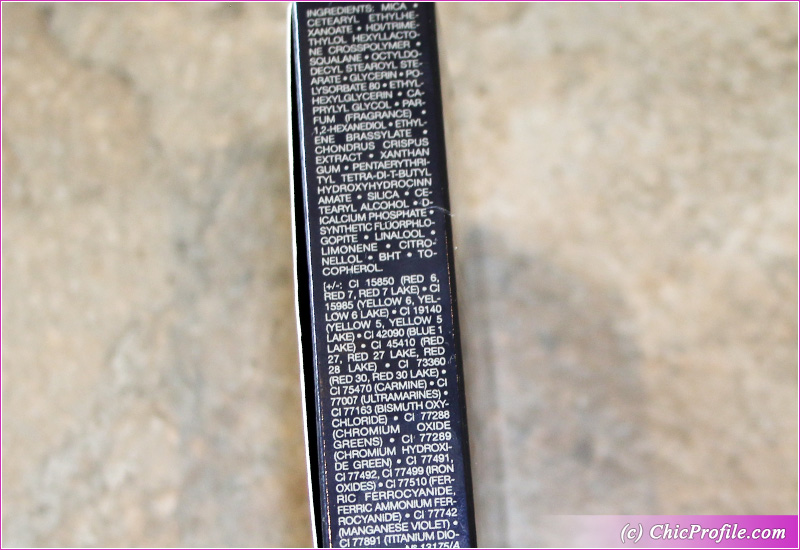 INGREDIENTS: MICA •
CETEARYL ETHYLHE-
XANOATE • HDI/TRIME-
THYLOL HEXYLLACTO-
NE CROSSPOLYMER •
SQUALANE • OCTYLDO-
DECYL STEAROYL STE-
ARATE • GLYCERIN • PO-
LYSORBATE 80 • ETHYL-
HEXYLGLYCERIN • CA-
PRYLYL GLYCOL • PAR-
FUM (FRAGRANCE) •
1,2-HEXANEDIOL • ETHYL-
ENE BRASSYLATE •
CHONDRUS CRISPUS
EXTRACT • XANTHAN
GUM • PENTAERYTHRI-
TYL TETRA-DI-T-BUTYL
HYDROXYHYDROCINN
AMATE • SILICA • CE-
TEARYL ALCOHOL • D-
ICALCIUM PHOSPHATE •
SYNTHETIC FLUORPHLO-
GOPITE • LINALOOL •
LIMONENE • CITRO-
NELLOL • BHT • TO-
COPHEROL.
[+/-: CI 15850 (RED 6,
RED 7, RED 7 LAKE) • CI
15985 (YELLOW 6, YEL-
LOW 6 LAKE) • CI 19140
(YELLOW 5, YELLOW 5
LAKE) • CI 42090 (BLUE 1
LAKE) • CI 45410 (RED
27, RED 27 LAKE, RED
28 LAKE) • CI 73360
(RED 30, RED 30 LAKE) •
CI 75470 (CARMINE) • CI
77007 (ULTRAMARINES) •
CI 77163 (BISMUTH OXY-
CHLORIDE) • CI 77288
(CHROMIUM OXIDE
GREENS) • CI 77289
(CHROMIUM HYDROXI-
DE GREEN) • CI 77491,
CI 77492, CI 77499 (IRON
OXIDES) • CI 77510 (FER-
RIC FERROCYANIDE,
FERRIC AMMONIUM FER-
ROCYANIDE) • CI 77742
(MANGANESE VIOLET) •
CI 77891 (TITANIUM DIO-
N° 13175/A
(c) ChicProfile.com